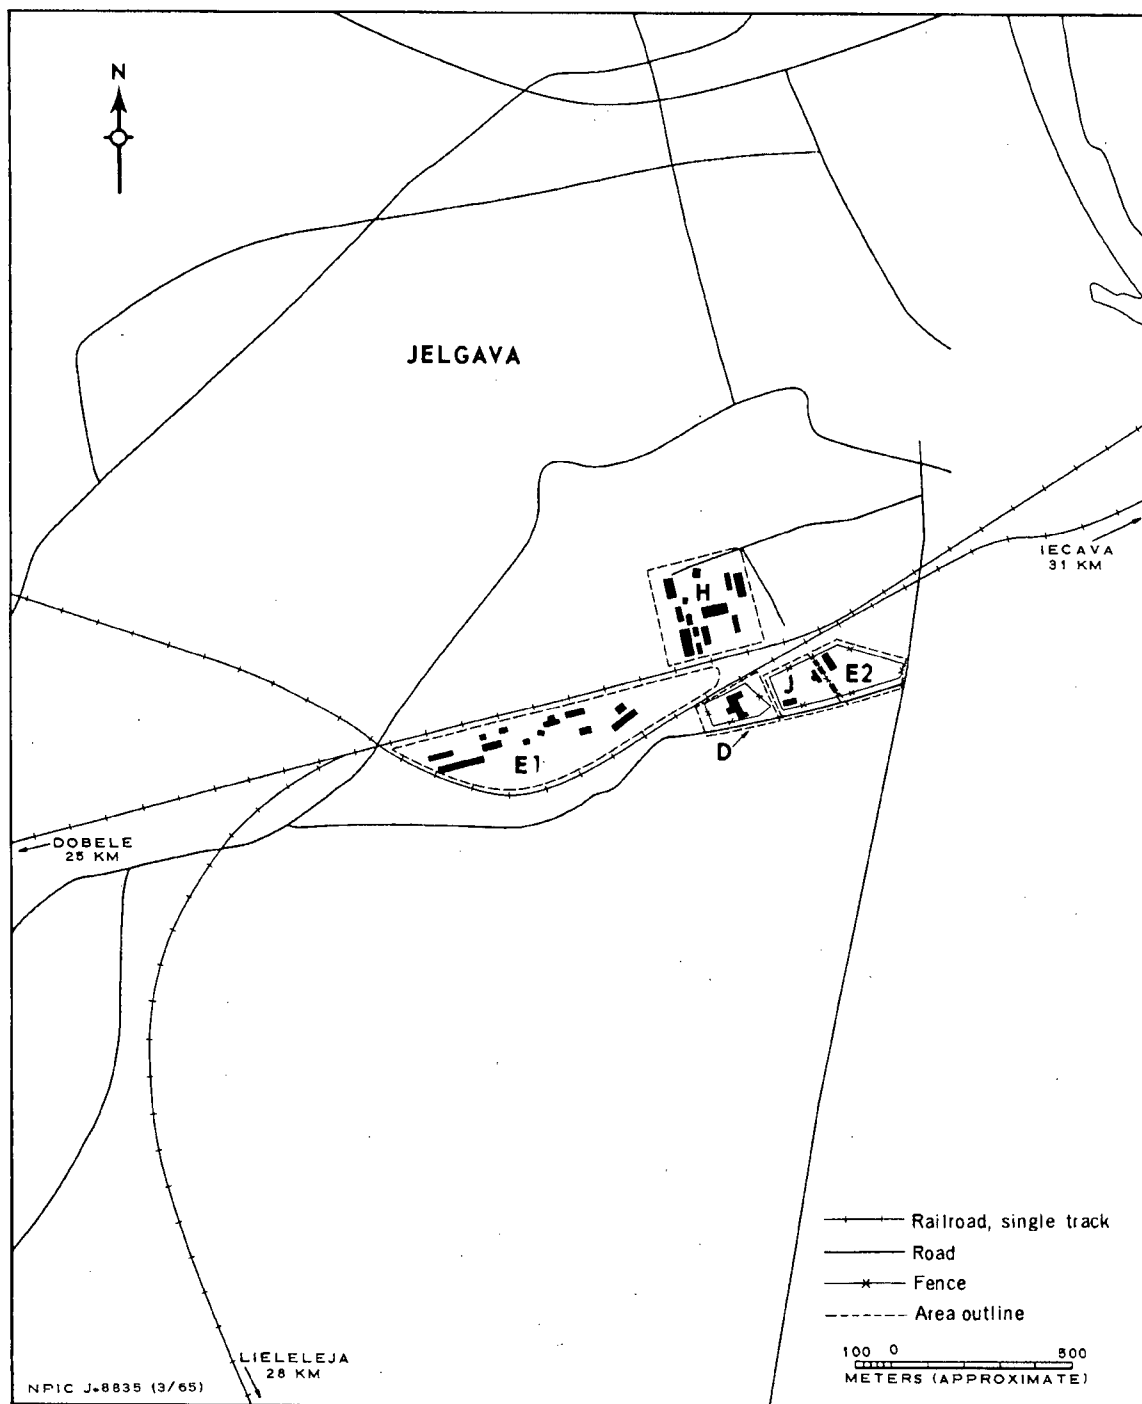 N
JELGAVA
IECAVA
31 KM
H
J
E2
D
E1
DOBELE
25 KM
Railroad, single track
Road
Fence
Area outline
100 0 500
METERS (APPROXIMATE)
LIELELEJA
28 KM
NPIC J-8835 (3/65)